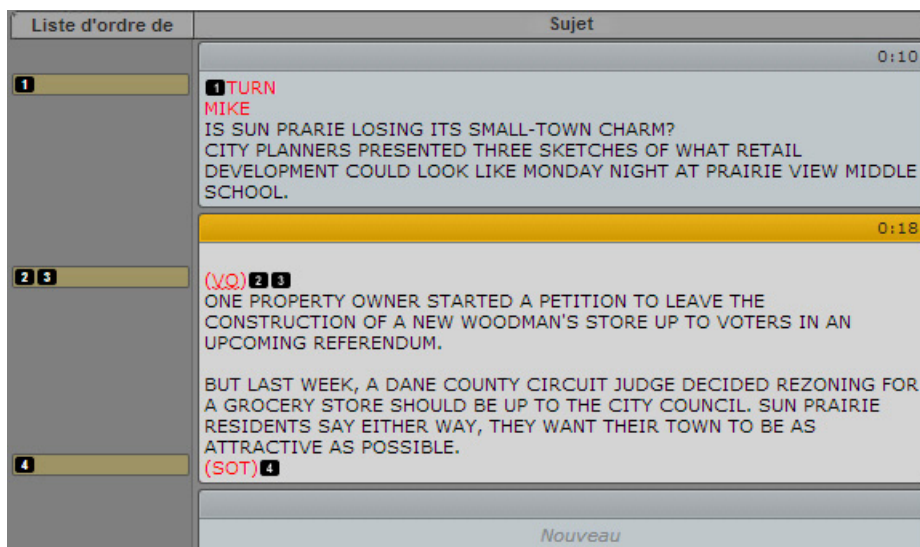 Liste d'ordre de
Sujet
0:10
1
1TURN
MIKE
IS SUN PRARIE LOSING ITS SMALL-TOWN CHARM?
CITY PLANNERS PRESENTED THREE SKETCHES OF WHAT RETAIL
DEVELOPMENT COULD LOOK LIKE MONDAY NIGHT AT PRAIRIE VIEW MIDDLE
SCHOOL.
0:18
2 3
(VO) 2 3
ONE PROPERTY OWNER STARTED A PETITION TO LEAVE THE
CONSTRUCTION OF A NEW WOODMAN'S STORE UP TO VOTERS IN AN
UPCOMING REFERENDUM.
BUT LAST WEEK, A DANE COUNTY CIRCUIT JUDGE DECIDED REZONING FOR
A GROCERY STORE SHOULD BE UP TO THE CITY COUNCIL. SUN PRAIRIE
RESIDENTS SAY EITHER WAY, THEY WANT THEIR TOWN TO BE AS
ATTRACTIVE AS POSSIBLE.
4
(SOT) 4
Nouveau